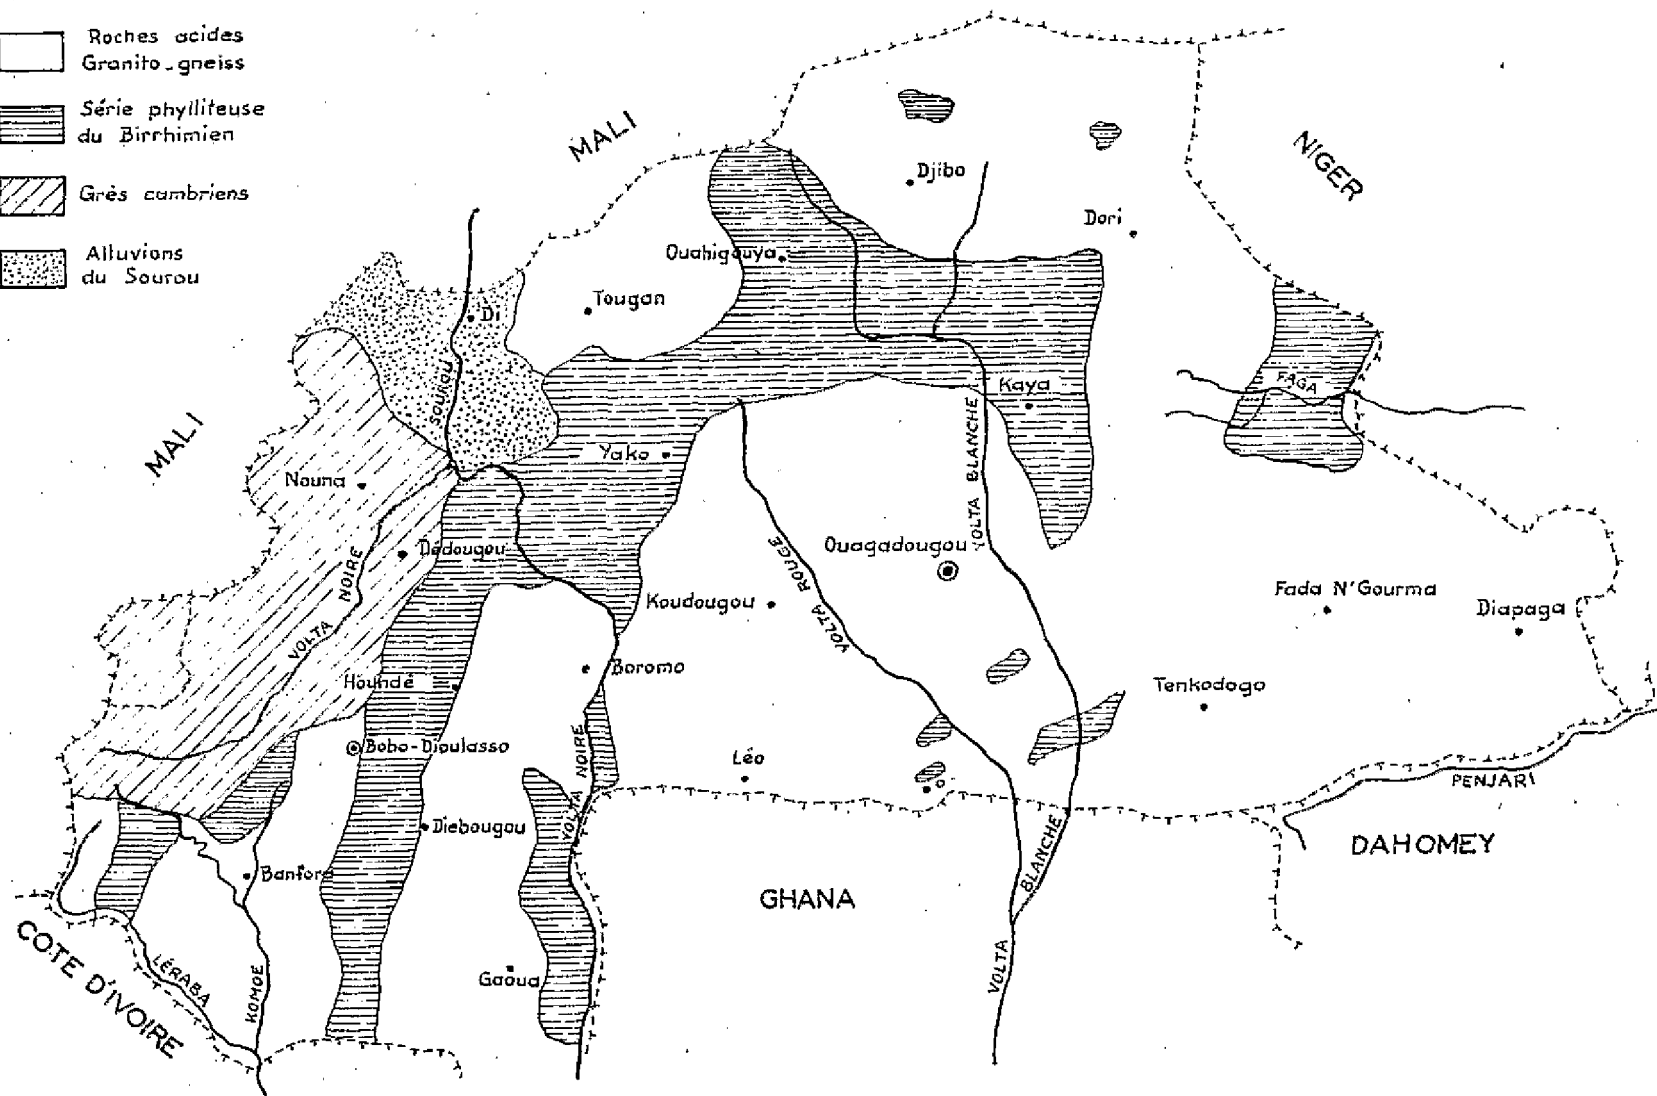 Roches acides
Granito-gneiss
Série phylliteuse
du Birrhimien
Grès cambriens
Alluvions
du Sourou
MALI
NIGER
Djibo
Dori
Ouahigouya
Tougan
Di
SOUROU
FAGA
Kaya
MALI
VOLTA BLANCHE
Yako
Nouna
Dédougou
VOLTA NOIRE
Ouagadougou
VOLTA ROUGE
Koudougou
Fada N'Gourma
Diapaga
Boromo
Houndé
Tenkodogo
Bobo-Dioulasso
VOLTA NOIRE
Léo
PENJARI
Diebougou
DAHOMEY
Banfora
GHANA
VOLTA BLANCHE
COTE D'IVOIRE
LÉRABA
KOMOE
Gaoua